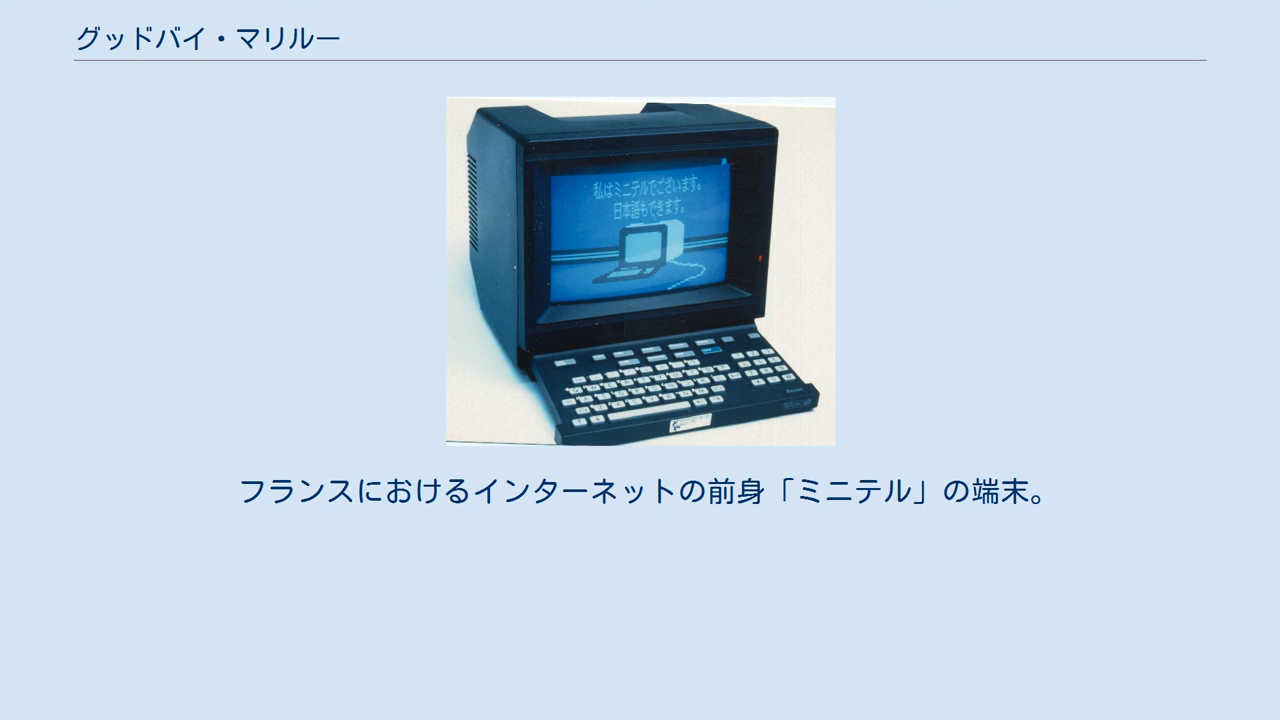 グッドバイ・マリルー
私はミニテルでございます。
日本語もできます。
フランスにおけるインターネットの前身「ミニテル」の端末。